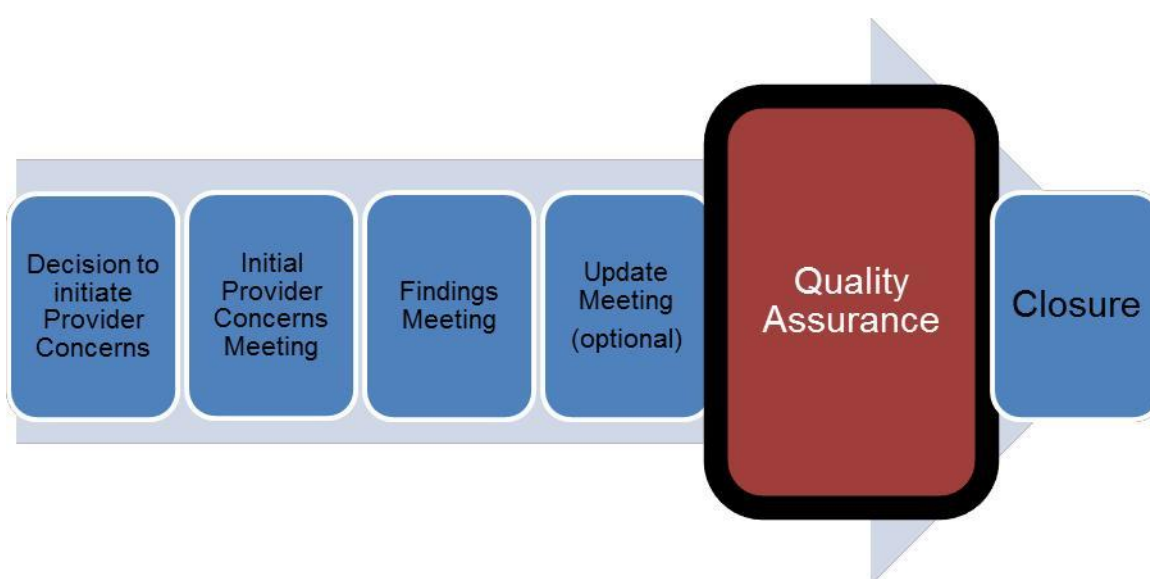 Decision to
initiate
Provider
Concerns
Initial
Provider
Concerns
Meeting
Findings
Meeting
Update
Meeting
(optional)
Quality
Assurance
Closure